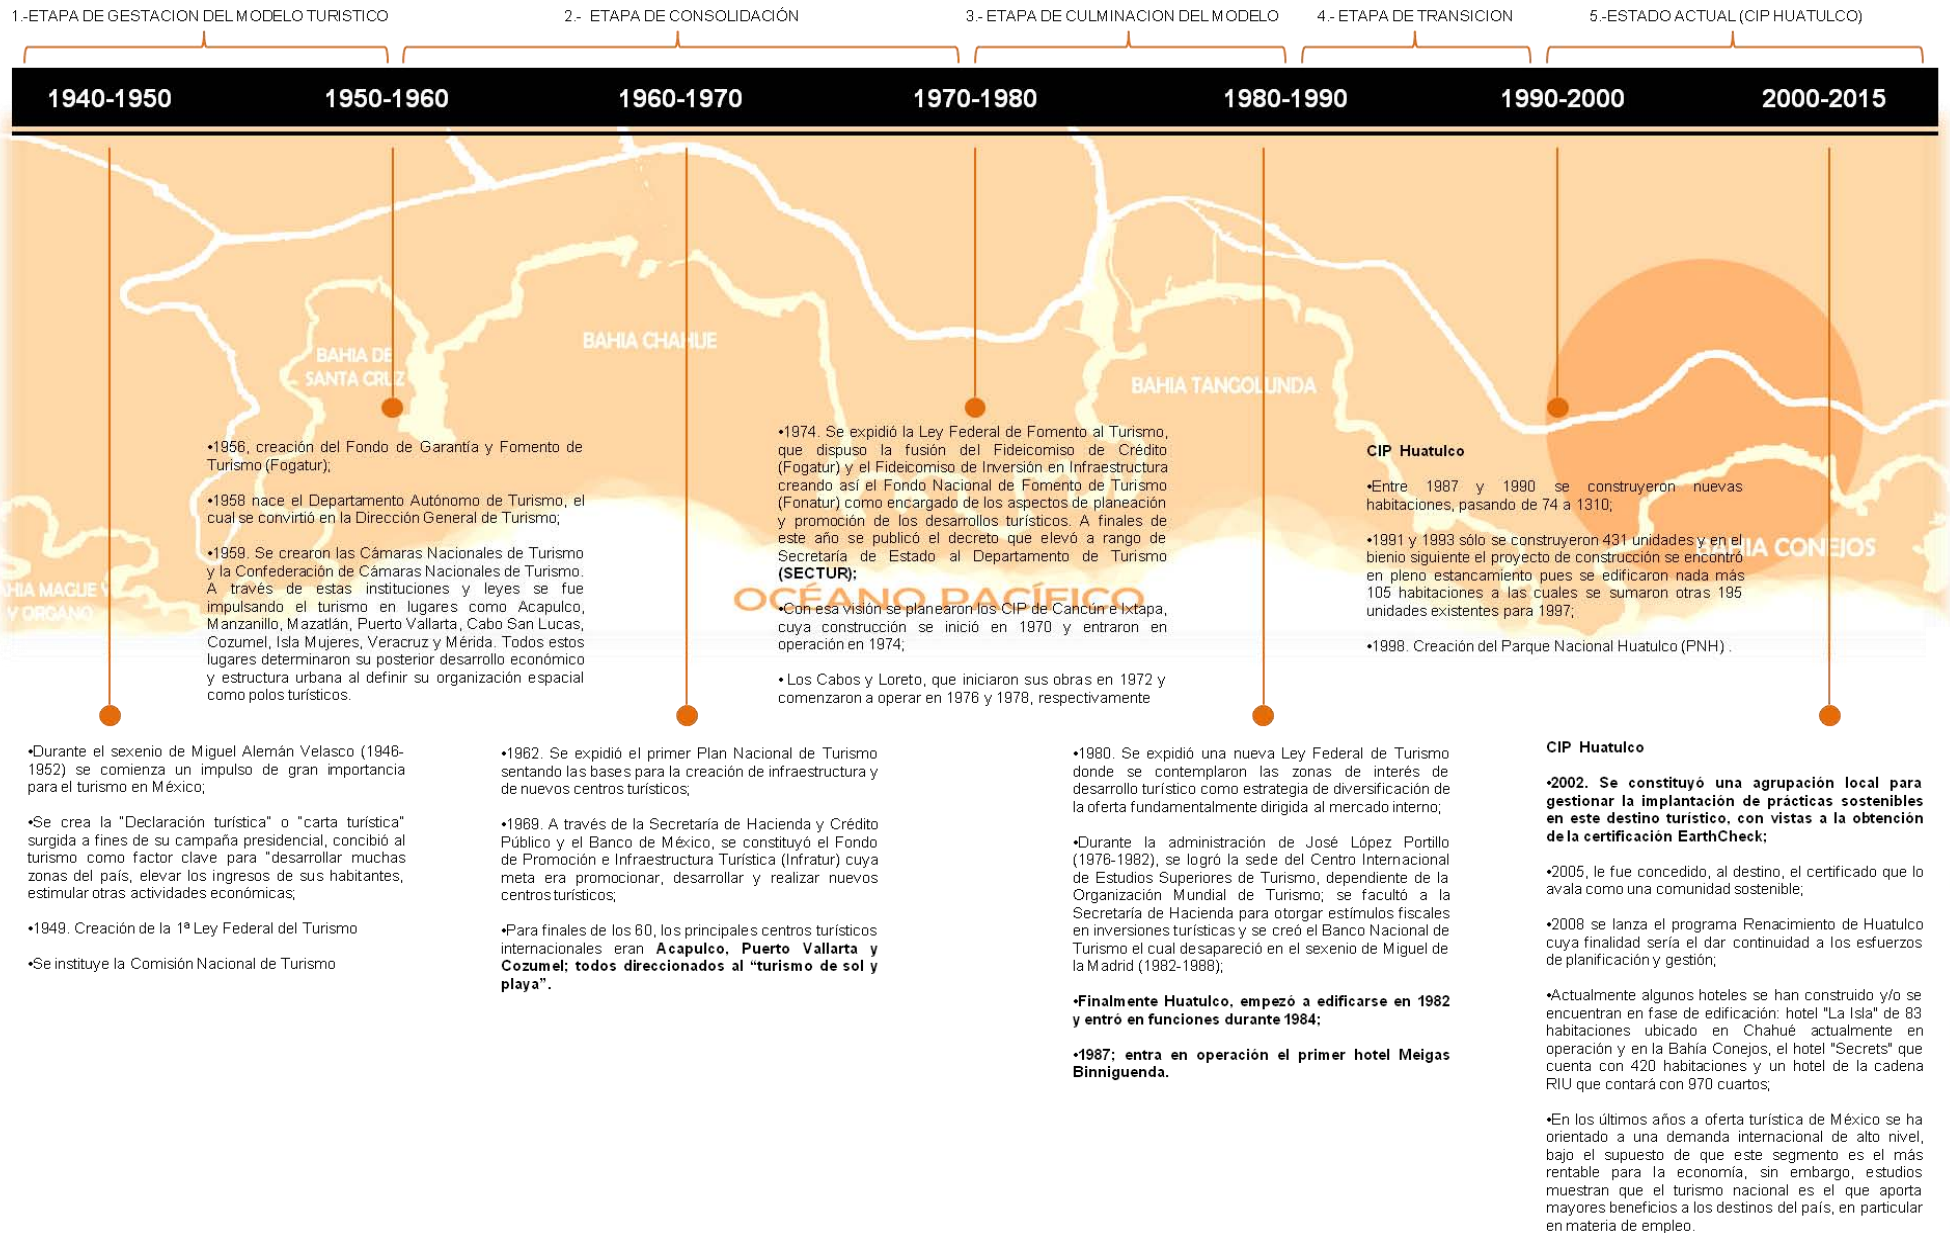 1.-ETAPA DE GESTACION DEL MODELO TURISTICO
2.- ETAPA DE CONSOLIDACIÓN
3.- ETAPA DE CULMINACION DEL MODELO
4.- ETAPA DE TRANSICION
5.-ESTADO ACTUAL (CIP HUATULCO)
1940-1950
1950-1960
1960-1970
1970-1980
1980-1990
1990-2000
2000-2015
BAHIA DE
SANTA CRUZ
BAHIA CHAHUE
BAHIA TANGOLUNDA
BAHIA CONEJOS
HIA MAGUEY
Y ORGANO
OCÉANO PACÍFICO
•1956, creación del Fondo de Garantía y Fomento de
Turismo (Fogatur);
•1958 nace el Departamento Autónomo de Turismo, el
cual se convirtió en la Dirección General de Turismo;
•1959. Se crearon las Cámaras Nacionales de Turismo
y la Confederación de Cámaras Nacionales de Turismo.
A través de estas instituciones y leyes se fue
impulsando el turismo en lugares como Acapulco,
Manzanillo, Mazatlán, Puerto Vallarta, Cabo San Lucas,
Cozumel, Isla Mujeres, Veracruz y Mérida. Todos estos
lugares determinaron su posterior desarrollo económico
y estructura urbana al definir su organización espacial
como polos turísticos.
•1974. Se expidió la Ley Federal de Fomento al Turismo,
que dispuso la fusión del Fideicomiso de Crédito
(Fogatur) y el Fideicomiso de Inversión en Infraestructura
creando así el Fondo Nacional de Fomento de Turismo
(Fonatur) como encargado de los aspectos de planeación
y promoción de los desarrollos turísticos. A finales de
este año se publicó el decreto que elevó a rango de
Secretaría de Estado al Departamento de Turismo
(SECTUR);
•Con esa visión se planearon los CIP de Cancún e Ixtapa,
cuya construcción se inició en 1970 y entraron en
operación en 1974;
• Los Cabos y Loreto, que iniciaron sus obras en 1972 y
comenzaron a operar en 1976 y 1978, respectivamente
CIP Huatulco
•Entre 1987 y 1990 se construyeron nuevas
habitaciones, pasando de 74 a 1310;
•1991 y 1993 sólo se construyeron 431 unidades y en el
bienio siguiente el proyecto de construcción se encontró
en pleno estancamiento pues se edificaron nada más
105 habitaciones a las cuales se sumaron otras 195
unidades existentes para 1997;
•1998. Creación del Parque Nacional Huatulco (PNH) .
•Durante el sexenio de Miguel Alemán Velasco (1946-
1952) se comienza un impulso de gran importancia
para el turismo en México;
•Se crea la "Declaración turística" o "carta turística"
surgida a fines de su campaña presidencial, concibió al
turismo como factor clave para "desarrollar muchas
zonas del país, elevar los ingresos de sus habitantes,
estimular otras actividades económicas;
•1949. Creación de la 1ª Ley Federal del Turismo
•Se instituye la Comisión Nacional de Turismo
•1962. Se expidió el primer Plan Nacional de Turismo
sentando las bases para la creación de infraestructura y
de nuevos centros turísticos;
•1969. A través de la Secretaría de Hacienda y Crédito
Público y el Banco de México, se constituyó el Fondo
de Promoción e Infraestructura Turística (Infratur) cuya
meta era promocionar, desarrollar y realizar nuevos
centros turísticos;
•Para finales de los 60, los principales centros turísticos
internacionales eran Acapulco, Puerto Vallarta y
Cozumel; todos direccionados al “turismo de sol y
playa”.
•1980. Se expidió una nueva Ley Federal de Turismo
donde se contemplaron las zonas de interés de
desarrollo turístico como estrategia de diversificación de
la oferta fundamentalmente dirigida al mercado interno;
•Durante la administración de José López Portillo
(1976-1982), se logró la sede del Centro Internacional
de Estudios Superiores de Turismo, dependiente de la
Organización Mundial de Turismo; se facultó a la
Secretaría de Hacienda para otorgar estímulos fiscales
en inversiones turísticas y se creó el Banco Nacional de
Turismo el cual desapareció en el sexenio de Miguel de
la Madrid (1982-1988);
•Finalmente Huatulco, empezó a edificarse en 1982
y entró en funciones durante 1984;
•1987; entra en operación el primer hotel Meigas
Binniguenda.
CIP Huatulco
•2002. Se constituyó una agrupación local para
gestionar la implantación de prácticas sostenibles
en este destino turístico, con vistas a la obtención
de la certificación EarthCheck;
•2005, le fue concedido, al destino, el certificado que lo
avala como una comunidad sostenible;
•2008 se lanza el programa Renacimiento de Huatulco
cuya finalidad sería el dar continuidad a los esfuerzos
de planificación y gestión;
•Actualmente algunos hoteles se han construido y/o se
encuentran en fase de edificación: hotel "La Isla" de 83
habitaciones ubicado en Chahué actualmente en
operación y en la Bahía Conejos, el hotel "Secrets" que
cuenta con 420 habitaciones y un hotel de la cadena
RIU que contará con 970 cuartos;
•En los últimos años a oferta turística de México se ha
orientado a una demanda internacional de alto nivel,
bajo el supuesto de que este segmento es el más
rentable para la economía, sin embargo, estudios
muestran que el turismo nacional es el que aporta
mayores beneficios a los destinos del país, en particular
en materia de empleo.